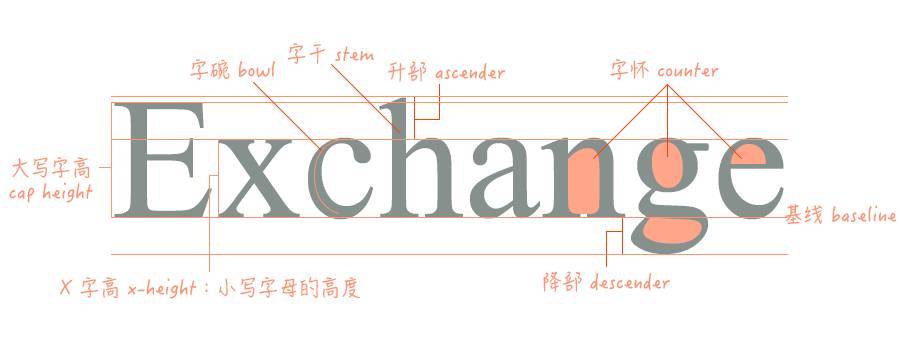 字干 stem
字碗 bowl
升部 ascender
字怀 counter
Exchange
大写字高
cap height
基线 baseline
X 字高 x-height：小写字母的高度
降部 descender